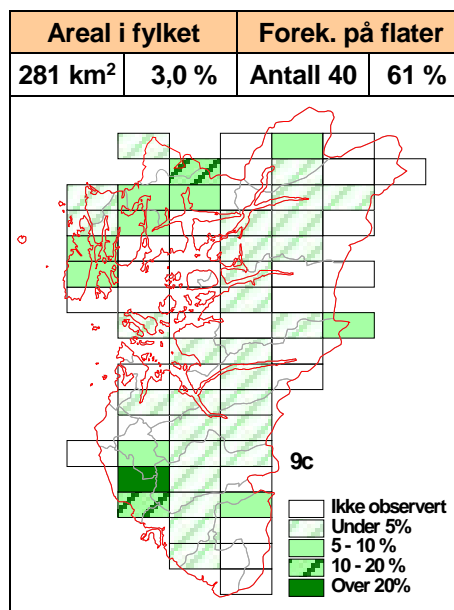 Areal i fylket Forek. på flater
281 km² 3,0 % Antall 40 61 %
9c
Ikke observert
Under 5%
5 - 10 %
10 - 20 %
Over 20%